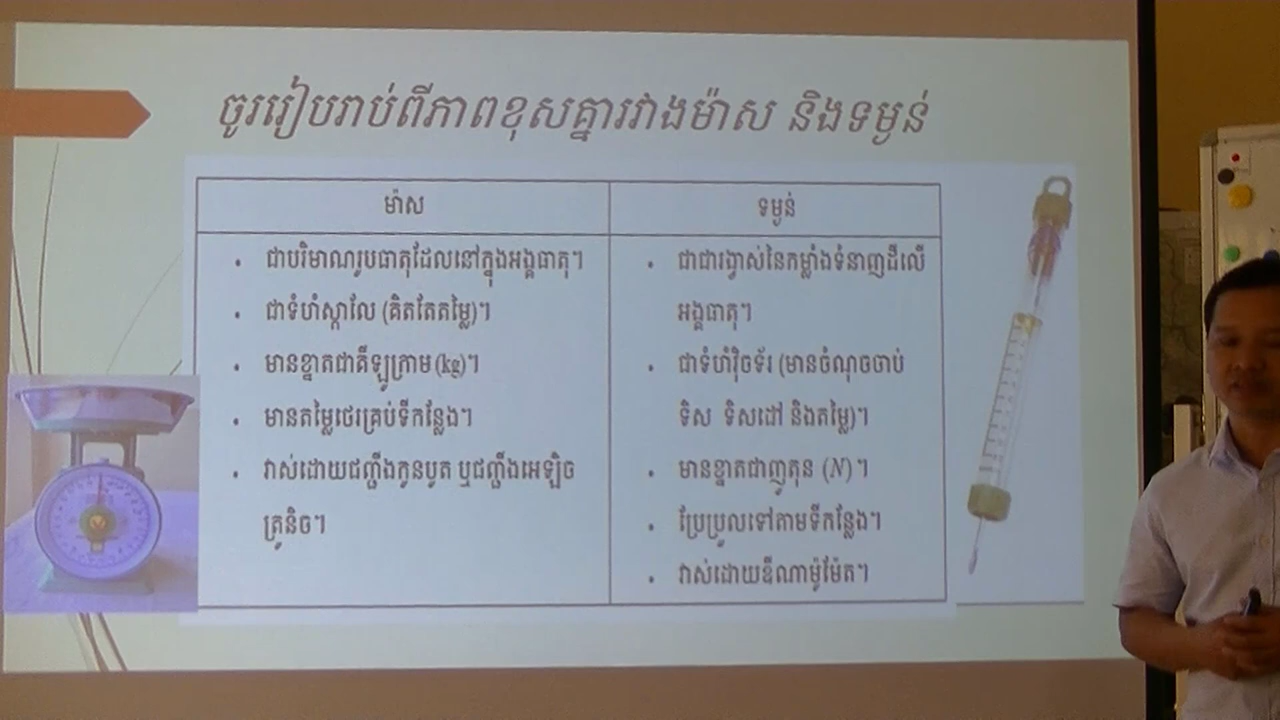 ចូររៀបរាប់ពីភាពខុសគ្នារវាងម៉ាស និងទម្ងន់
ម៉ាស
• ជាបរិមាណរូបធាតុដែលនៅក្នុងអង្គធាតុ។
• ជាទំហំស្កាលែ (គិតតែតម្លៃ)។
• មានខ្នាតជាគីឡូក្រាម (kg)។
• មានតម្លៃថេរគ្រប់ទីកន្លែង។
• វាស់ដោយជញ្ជីងកូនបូត ឬជញ្ជីងអេឡិច
ត្រូនិច។
ទម្ងន់
• ជាជារង្វាស់នៃកម្លាំងទំនាញដីលើ
អង្គធាតុ។
• ជាទំហំវ៉ិចទ័រ (មានចំណុចចាប់
ទិស ទិសដៅ និងតម្លៃ)។
• មានខ្នាតជាញូតុន (N)។
• ប្រែប្រួលទៅតាមទីកន្លែង។
• វាស់ដោយឌីណាម៉ូម៉ែត។